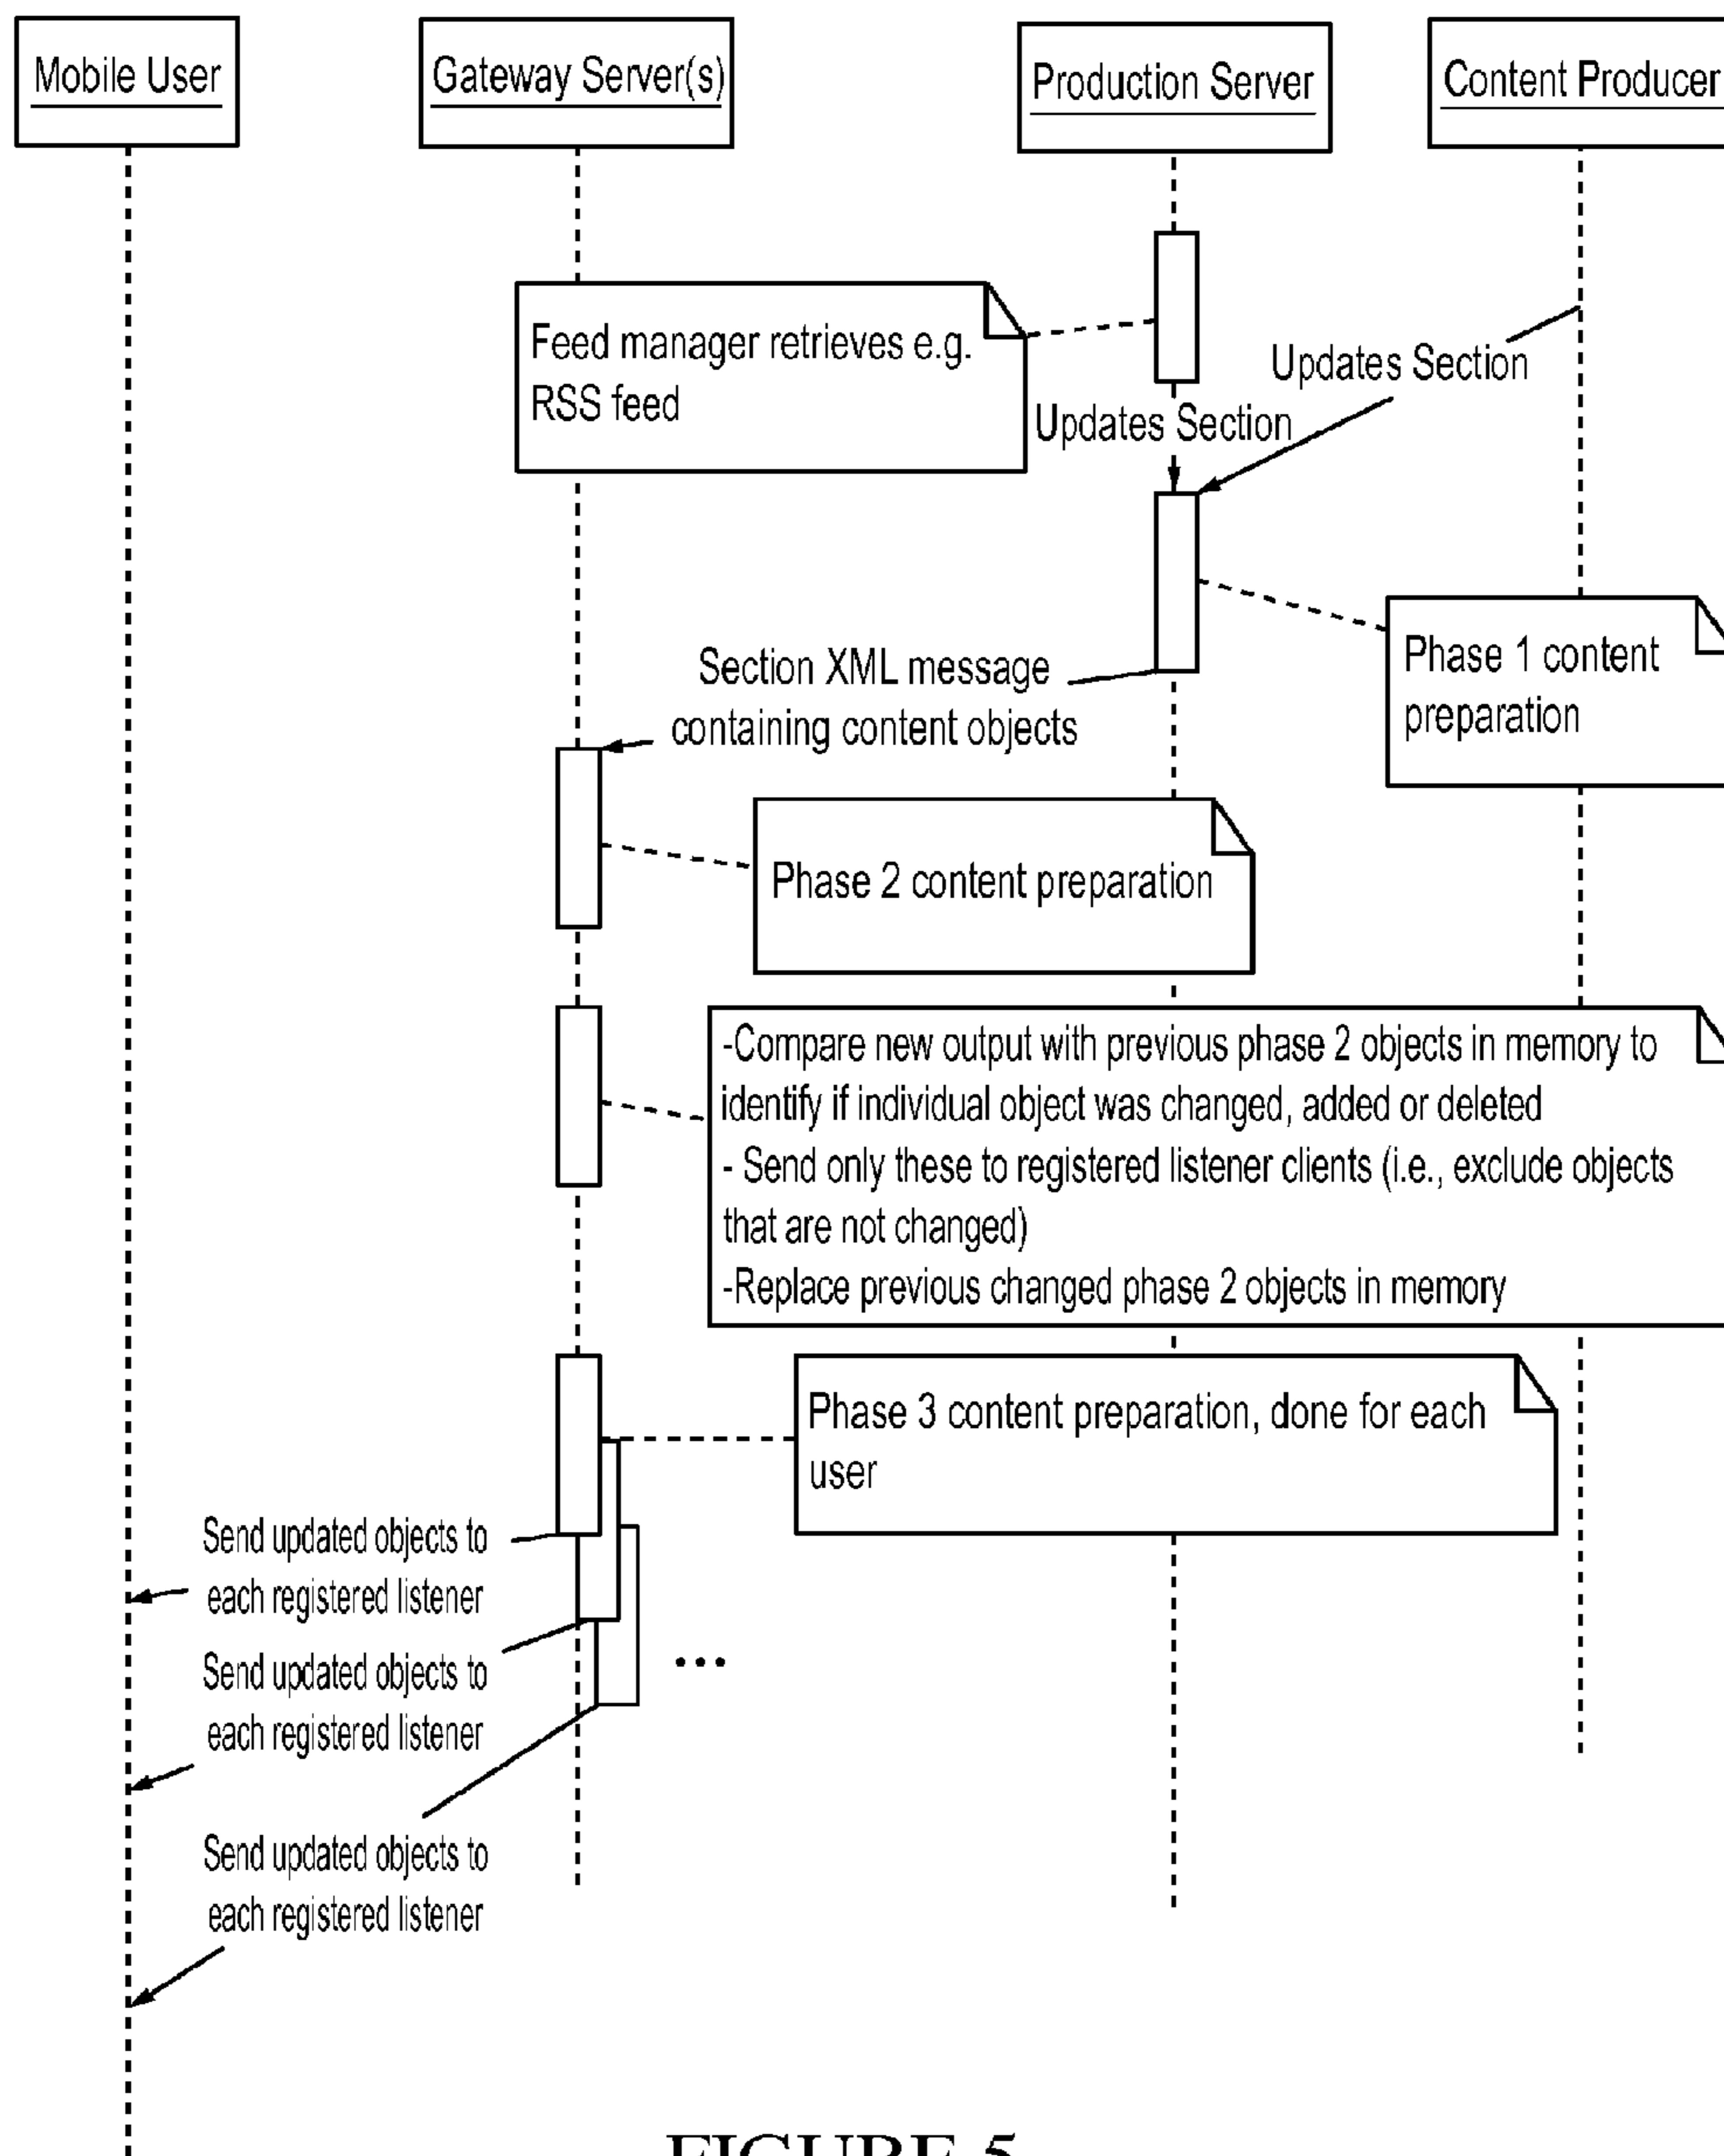 Mobile User
Gateway Server(s)
Production Server
Content Producer
Feed manager retrieves e.g.
RSS feed
Updates Section
Updates Section
Phase 1 content
preparation
Section XML message
containing content objects
Phase 2 content preparation
-Compare new output with previous phase 2 objects in memory to
identify if individual object was changed, added or deleted
- Send only these to registered listener clients (i.e., exclude objects
that are not changed)
-Replace previous changed phase 2 objects in memory
Phase 3 content preparation, done for each
user
Send updated objects to
each registered listener
Send updated objects to
each registered listener
...
Send updated objects to
each registered listener
FIGURE 5